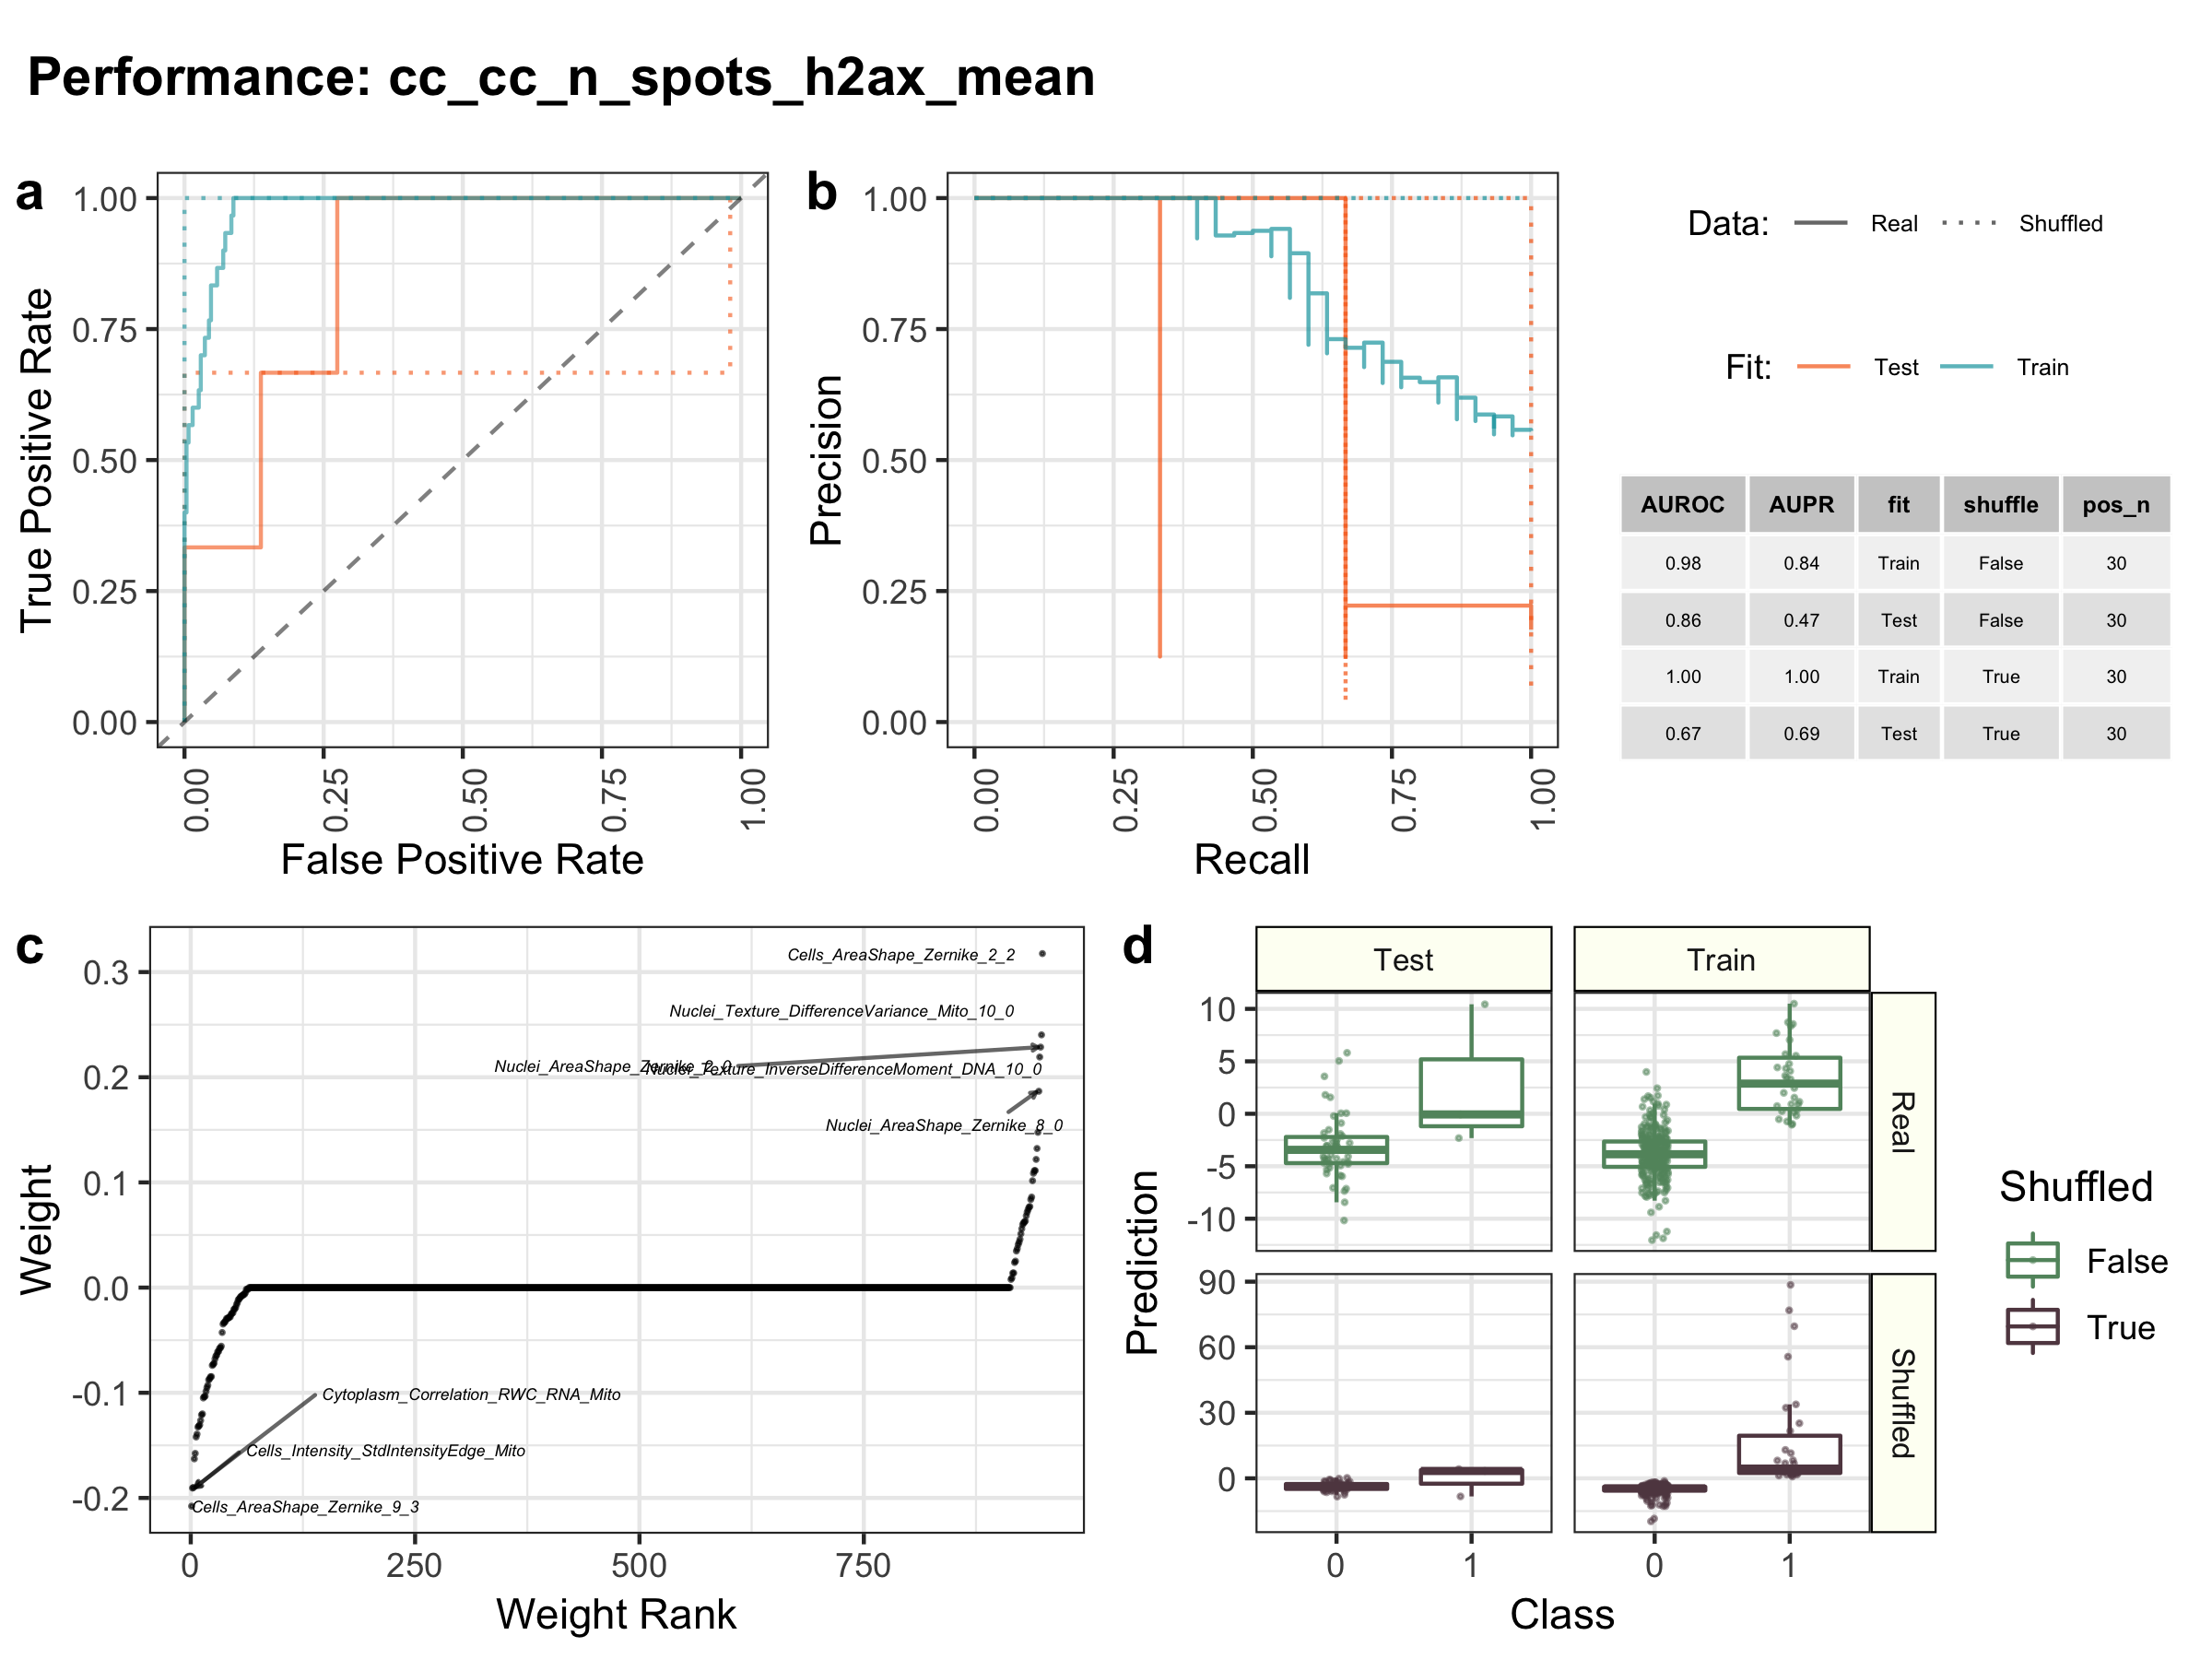 Performance: cc_cc_n_spots_h2ax_mean
a
1.00
0.75
0.50
0.25
0.00
True Positive Rate
0.00
0.25
0.50
0.75
1.00
False Positive Rate
b
1.00
0.75
0.50
0.25
0.00
Precision
0.00
0.25
0.50
0.75
1.00
Recall
Data: Real Shuffled
Fit: Test Train
AUROC AUPR fit shuffle pos_n
0.98 0.84 Train False 30
0.86 0.47 Test False 30
1.00 1.00 Train True 30
0.67 0.69 Test True 30
c
0.3
0.2
0.1
0.0
-0.1
-0.2
Weight
Cells_AreaShape_Zernike_2_2
Nuclei_Texture_DifferenceVariance_Mito_10_0
Nuclei_AreaShape_Zernike_2_0
Nuclei_Texture_InverseDifferenceMoment_DNA_10_0
Nuclei_AreaShape_Zernike_8_0
Cytoplasm_Correlation_RWC_RNA_Mito
Cells_Intensity_StdIntensityEdge_Mito
Cells_AreaShape_Zernike_9_3
0
250
500
750
Weight Rank
d
Test
Train
10
5
0
-5
-10
Real
90
60
30
0
Shuffled
Prediction
0
1
0
1
Class
Shuffled
False
True